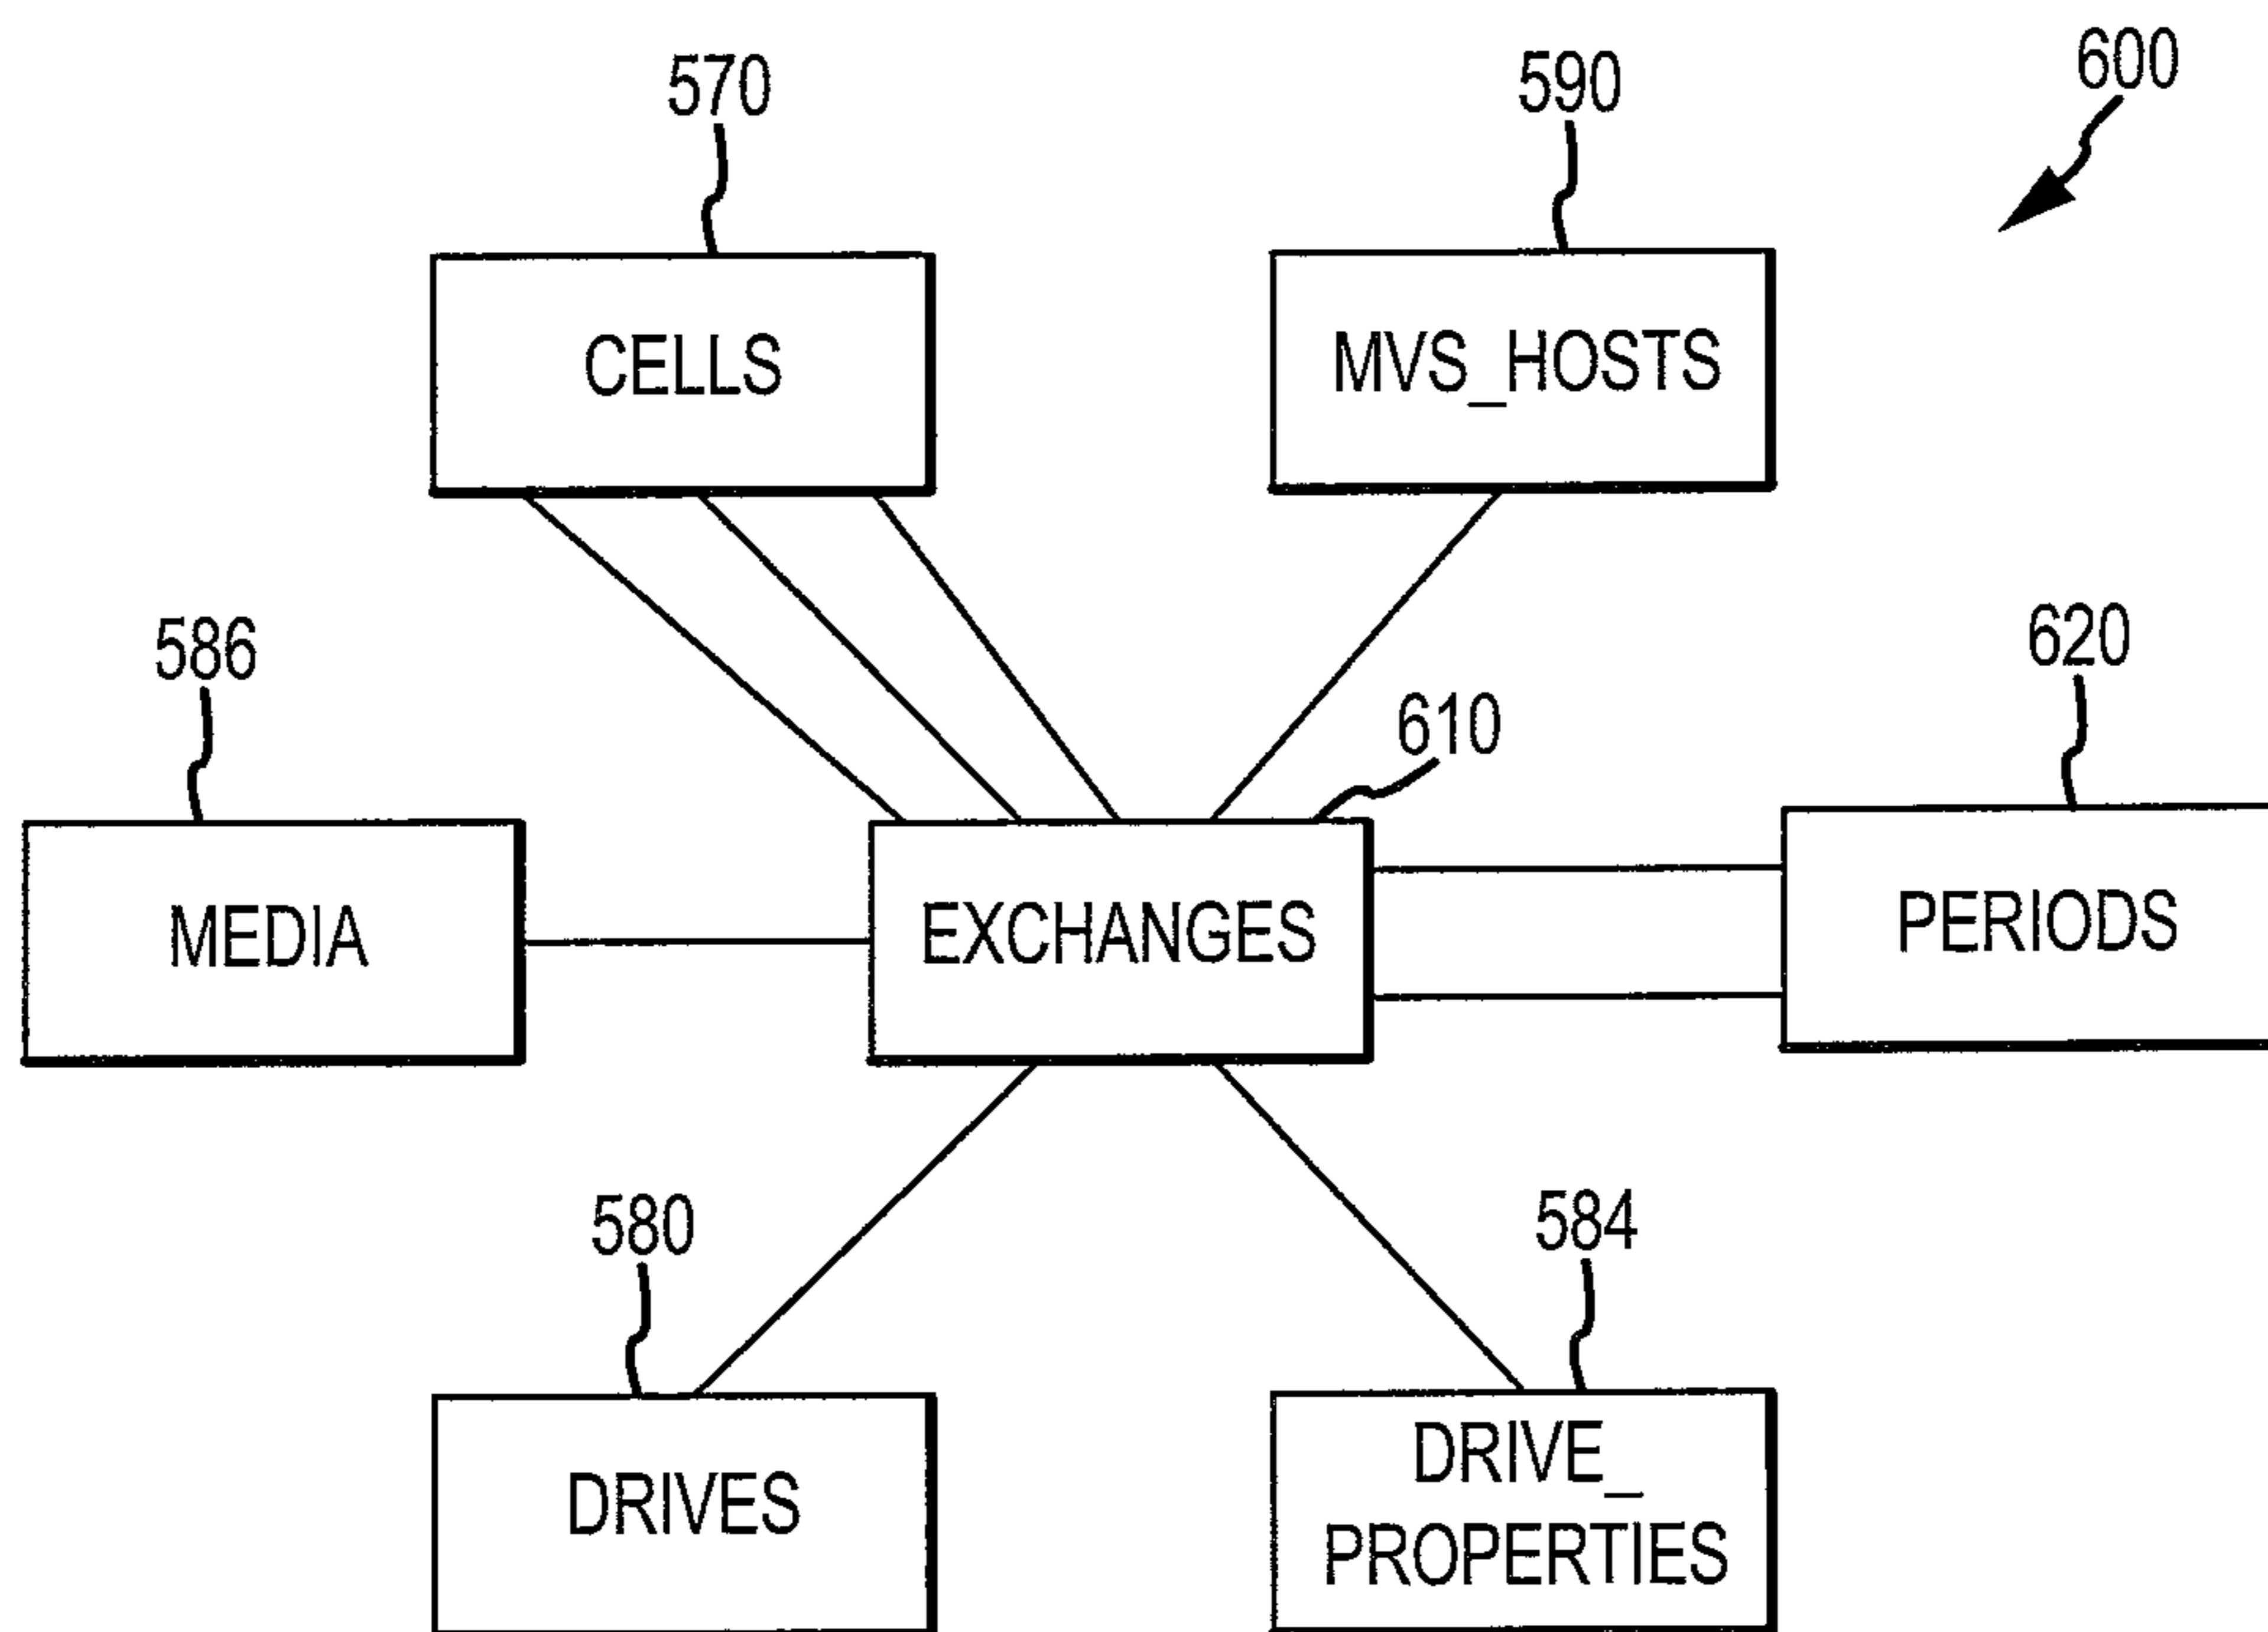 570
590
600
CELLS
MVS_HOSTS
586
620
610
MEDIA
EXCHANGES
PERIODS
580
584
DRIVES
DRIVE_
PROPERTIES